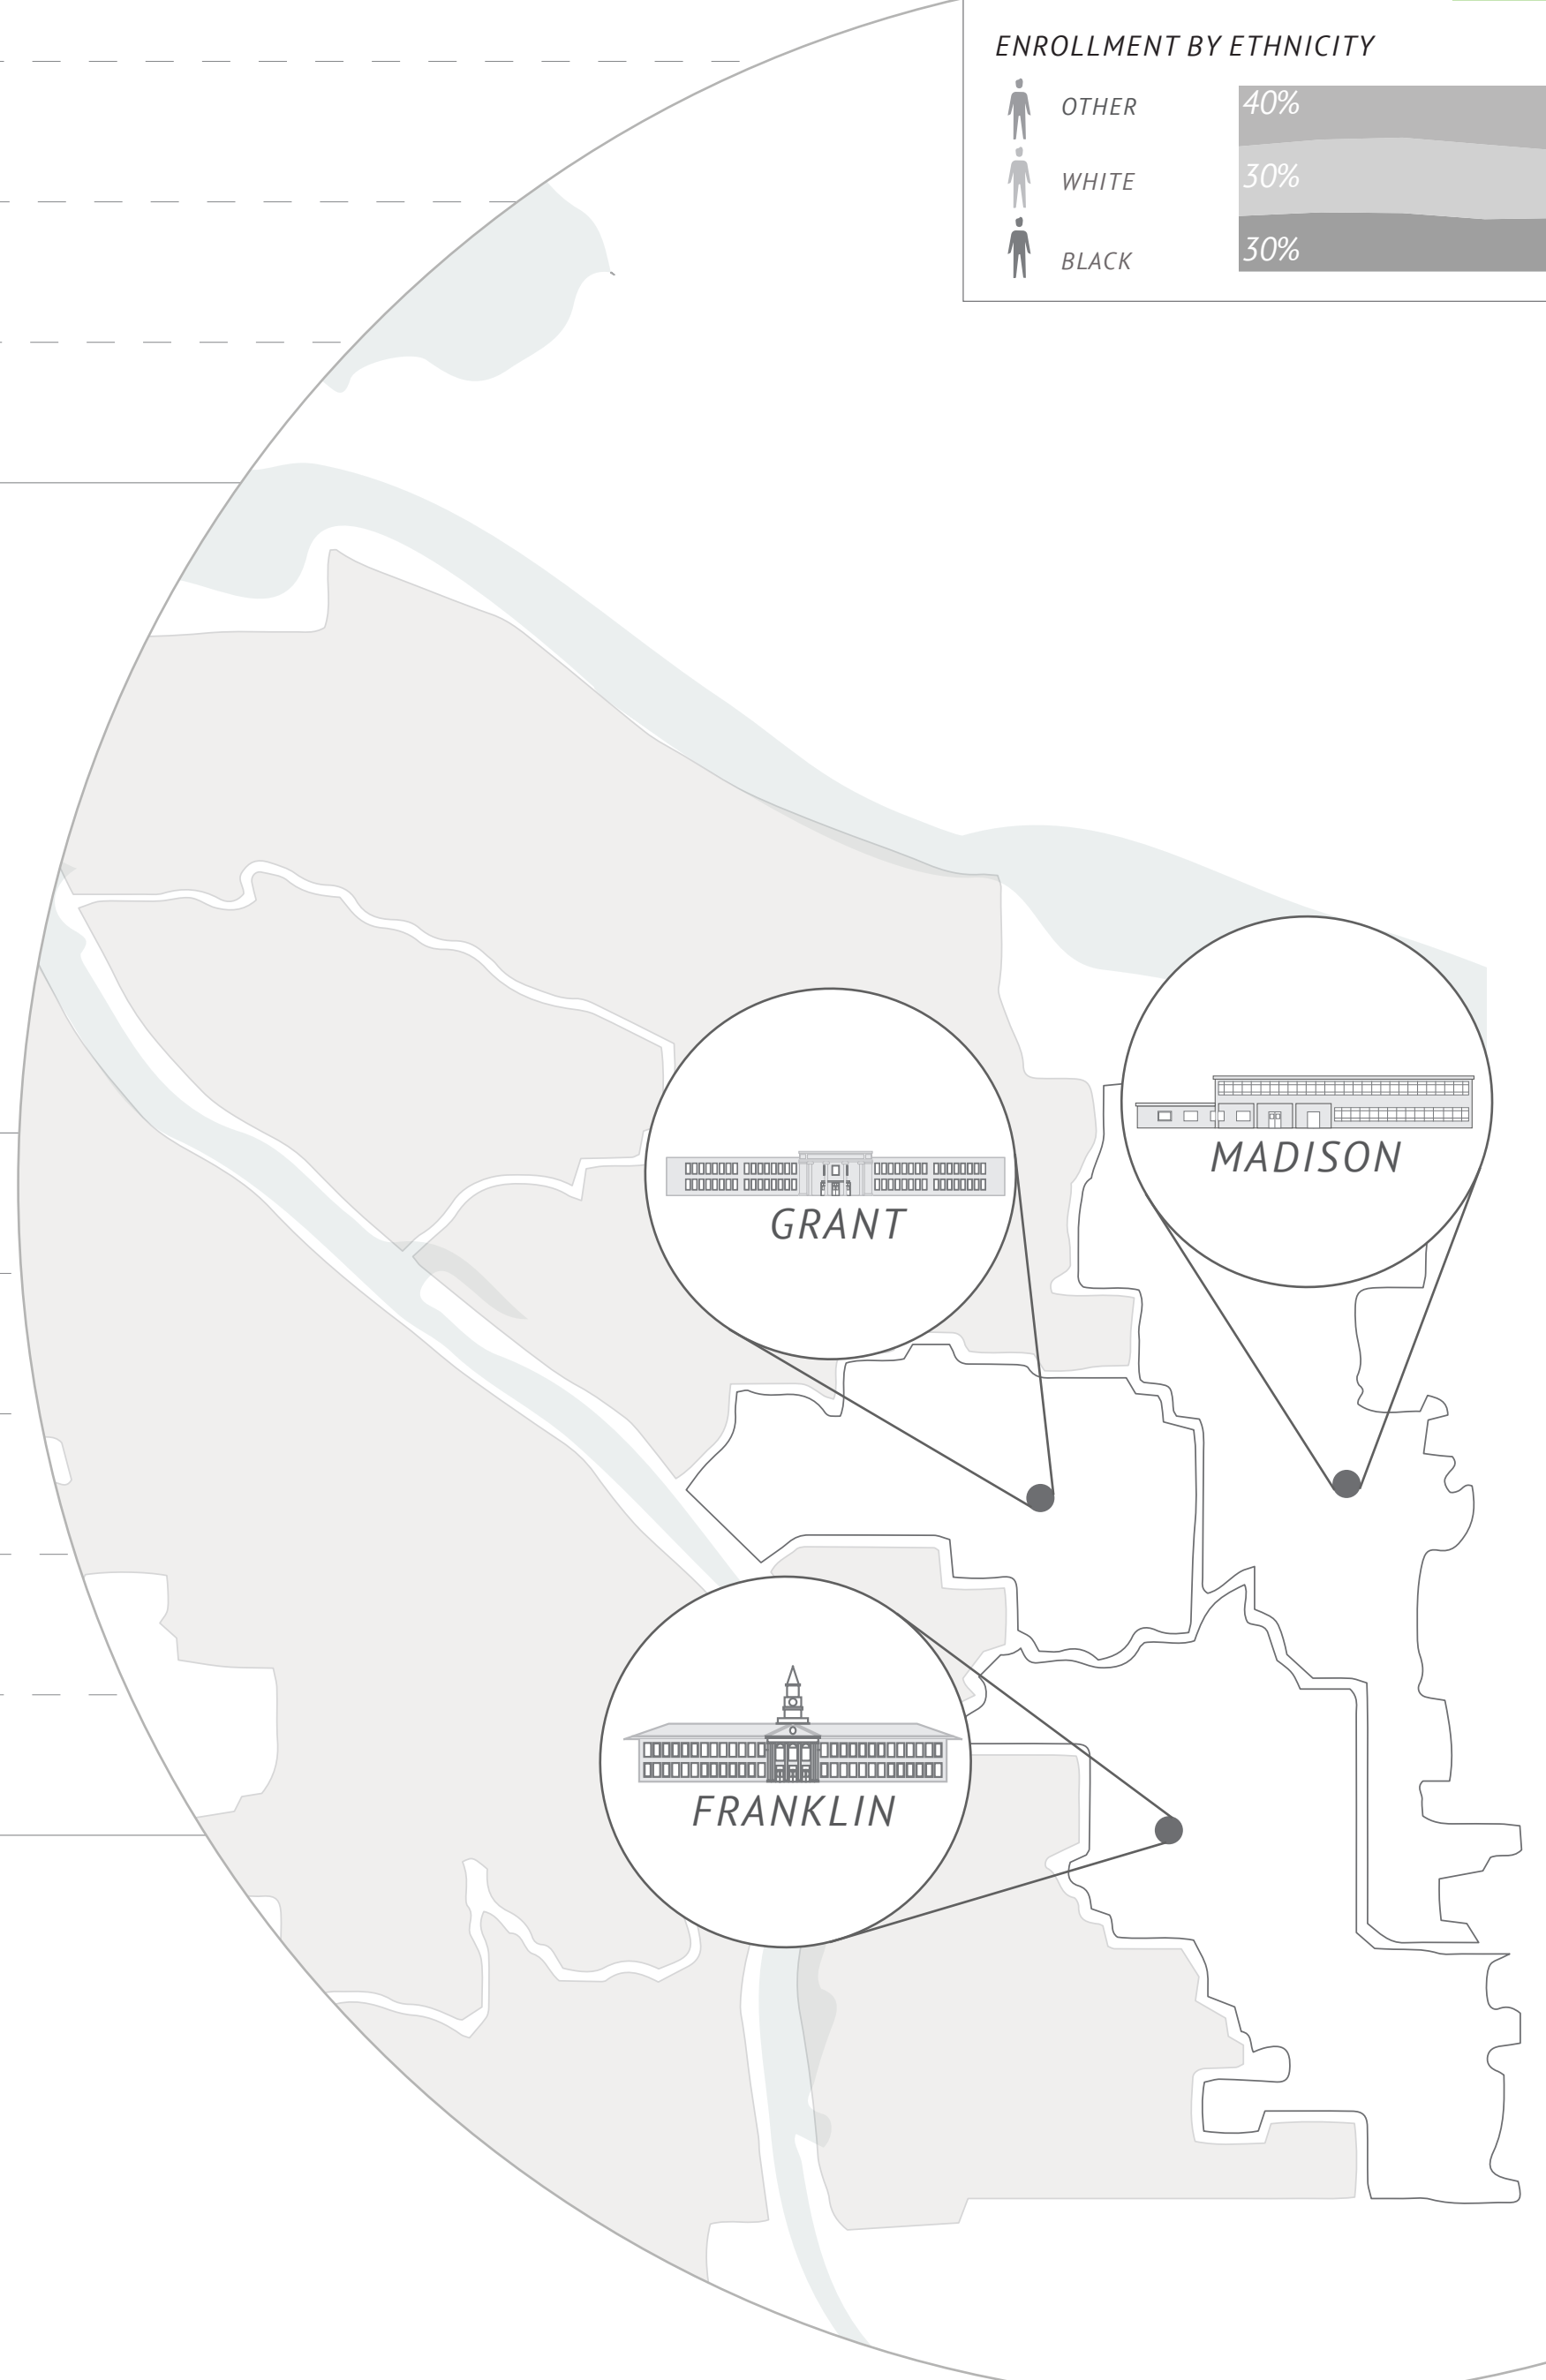 ENROLLMENT BY ETHNICITY
OTHER 40%
WHITE 30%
BLACK 30%
MADISON
GRANT
FRANKLIN